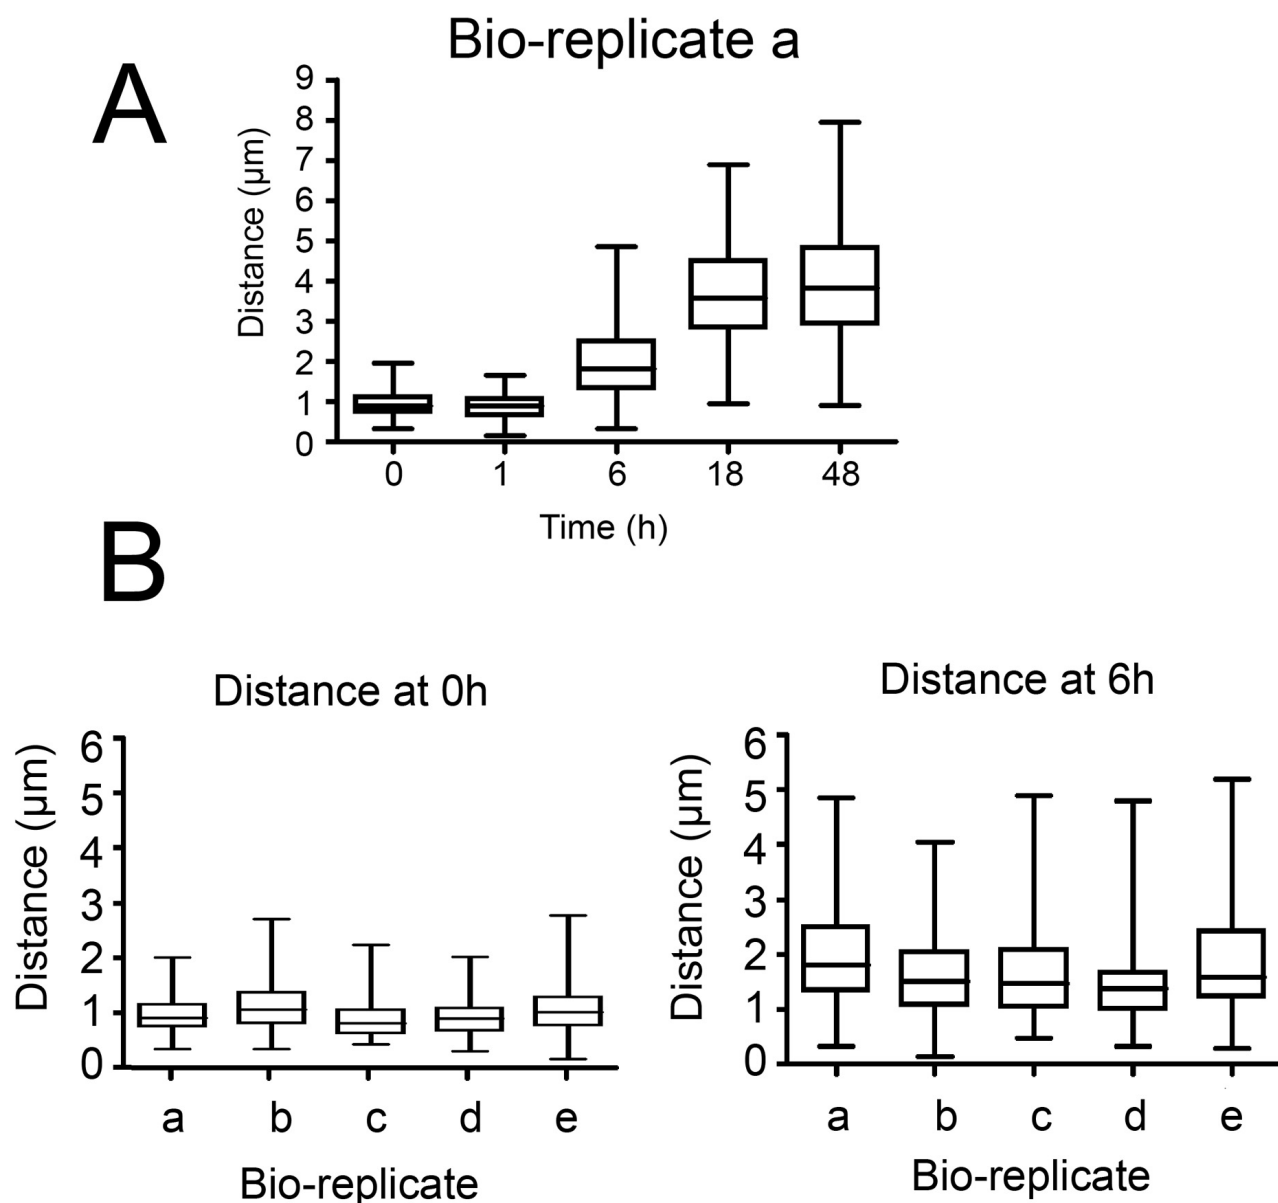 Bio-replicate a
A
Distance (µm)
9
8
7
6
5
4
3
2
1
0
0 1 6 18 48
Time (h)
B
Distance at 0h
Distance (µm)
6
5
4
3
2
1
0
a b c d e
Bio-replicate
Distance at 6h
Distance (µm)
6
5
4
3
2
1
0
a b c d e
Bio-replicate